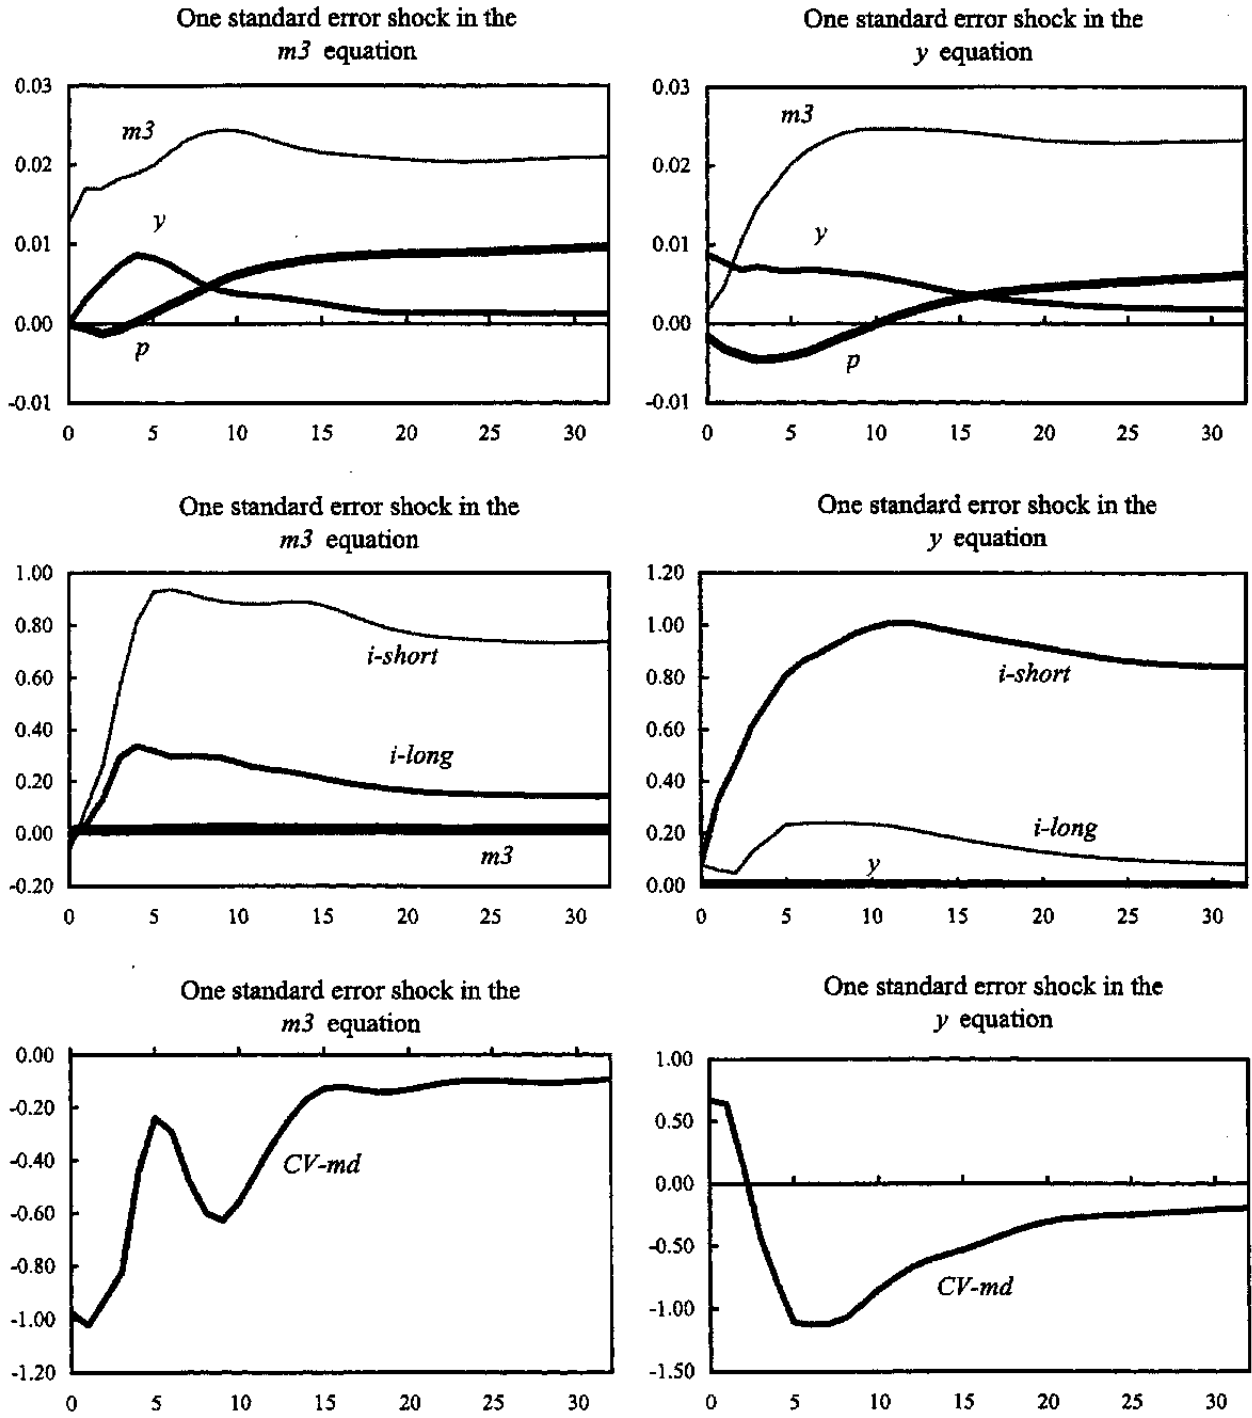 One standard error shock in the
m3 equation
0.03
0.02
0.01
0.00
-0.01
m3
y
p
0 5 10 15 20 25 30
One standard error shock in the
y equation
0.03
0.02
0.01
0.00
-0.01
m3
y
p
0 5 10 15 20 25 30
One standard error shock in the
m3 equation
1.00
0.80
0.60
0.40
0.20
0.00
-0.20
i-short
i-long
m3
0 5 10 15 20 25 30
One standard error shock in the
y equation
1.20
1.00
0.80
0.60
0.40
0.20
0.00
i-short
i-long
y
0 5 10 15 20 25 30
One standard error shock in the
m3 equation
0.00
-0.20
-0.40
-0.60
-0.80
-1.00
-1.20
CV-md
0 5 10 15 20 25 30
One standard error shock in the
y equation
1.00
0.50
0.00
-0.50
-1.00
-1.50
CV-md
0 5 10 15 20 25 30